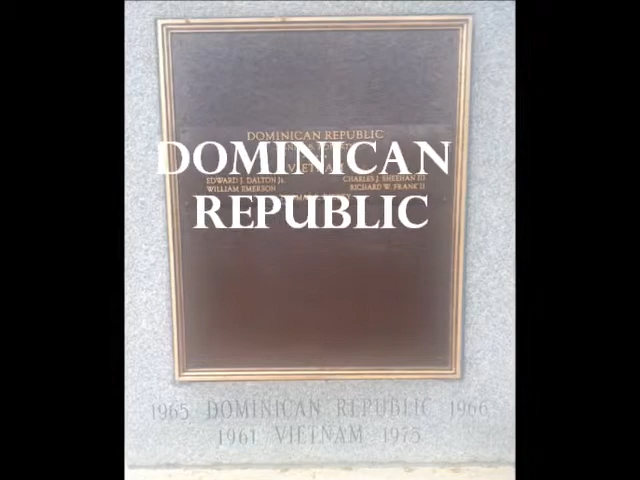 DOMINICAN REPUBLIC
DOMINICAN
VIETNAM
EDWARD J. DALTON Jr. CHARLES J. SHEEHAN III
WILLIAM EMERSON RICHARD W. FRANK II
REPUBLIC
1965 DOMINICAN REPUBLIC 1966
1961 VIETNAM 1975